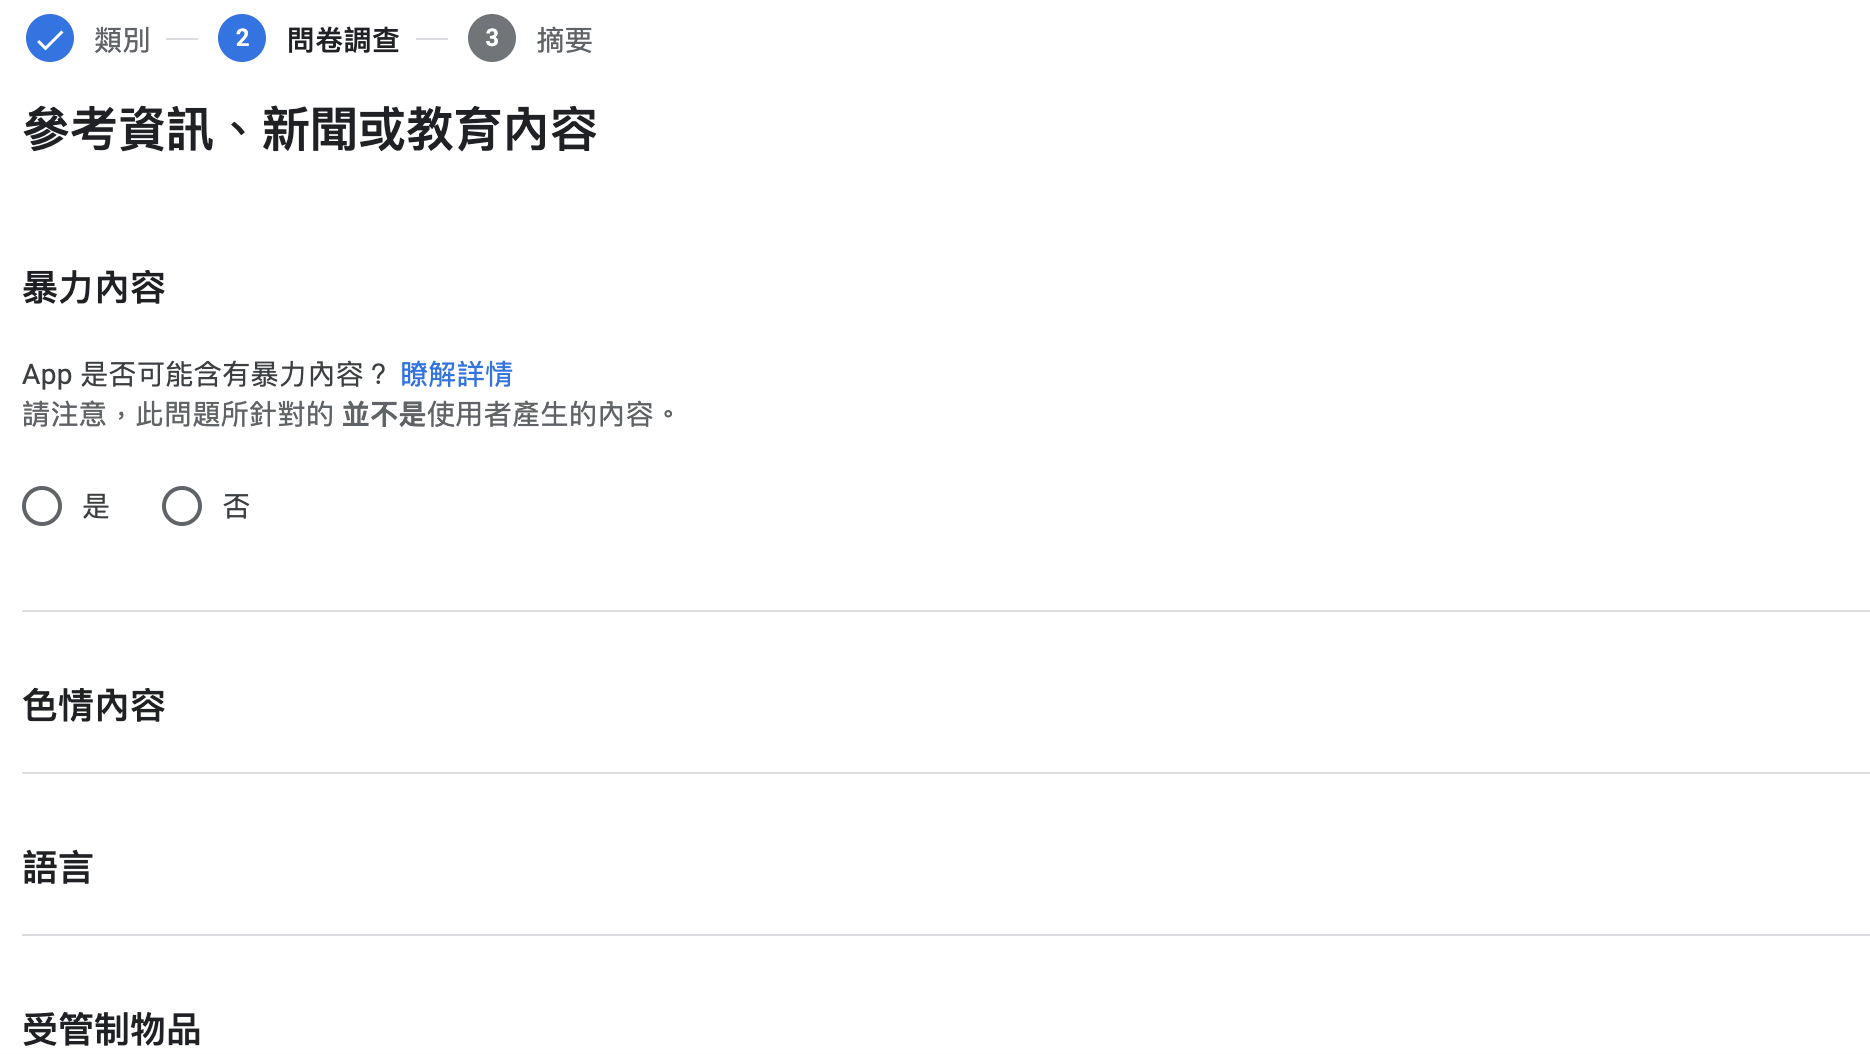 類別 2 問卷調查 3 摘要
參考資訊、新聞或教育內容
暴力內容
App 是否可能含有暴力內容？ 瞭解詳情
請注意，此問題所針對的 並不是使用者產生的內容。
是 否
色情內容
語言
受管制物品